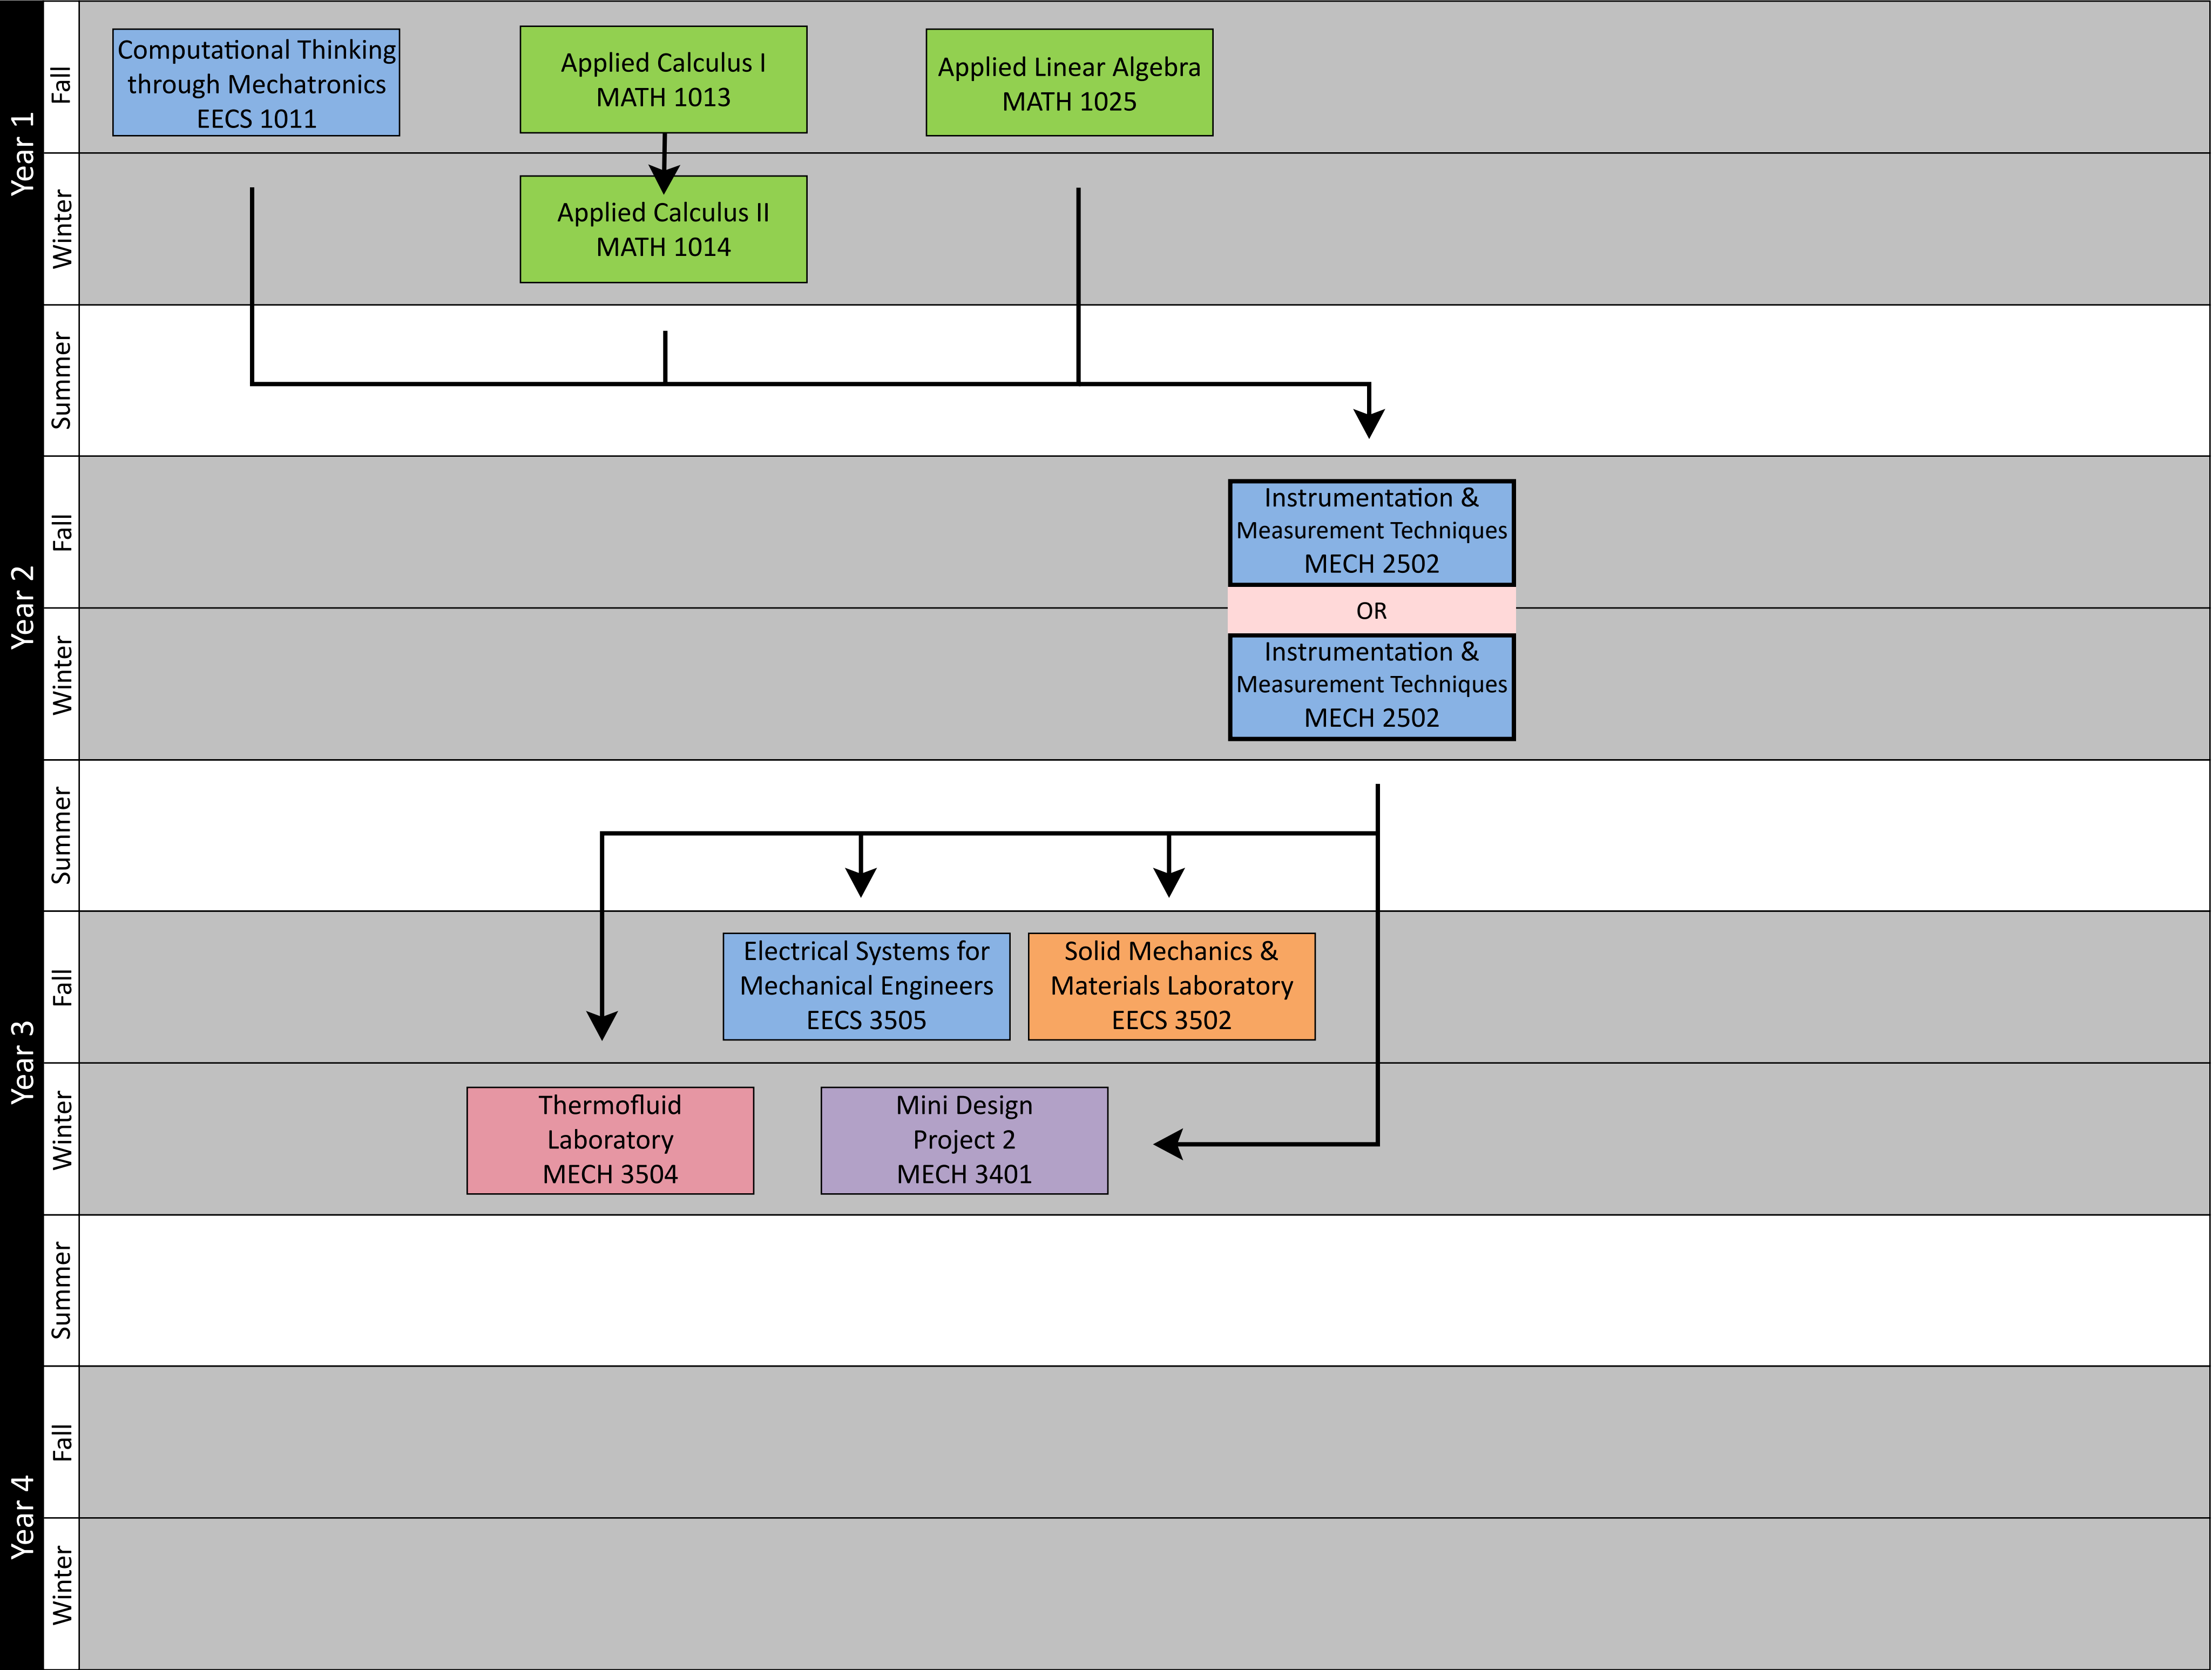 Year 1
Fall
Computational Thinking
through Mechatronics
EECS 1011
Applied Calculus I
MATH 1013
Applied Linear Algebra
MATH 1025
Winter
Applied Calculus II
MATH 1014
Summer
Year 2
Fall
Instrumentation &
Measurement Techniques
MECH 2502
OR
Winter
Instrumentation &
Measurement Techniques
MECH 2502
Summer
Year 3
Fall
Electrical Systems for
Mechanical Engineers
EECS 3505
Solid Mechanics &
Materials Laboratory
EECS 3502
Winter
Thermofluid
Laboratory
MECH 3504
Mini Design
Project 2
MECH 3401
Summer
Year 4
Fall
Winter